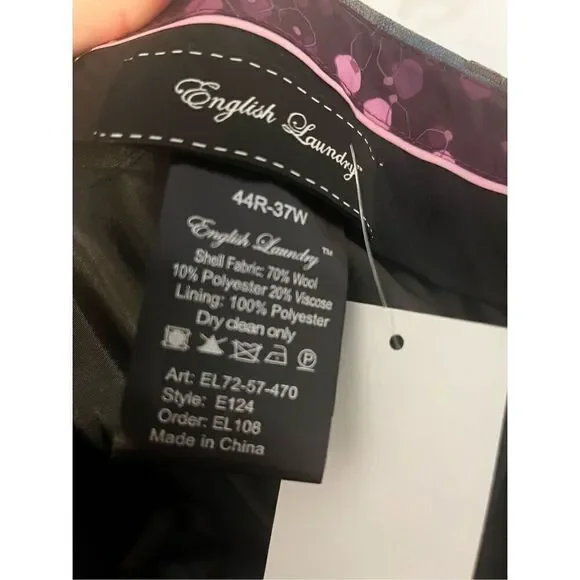 English Laundry
44R-37W
English Laundry™
Shell Fabric: 70% Wool
10% Polyester 20% Viscose
Lining: 100% Polyester
Dry clean only
P
Art: EL72-57-470
Style: E124
Order: EL108
Made in China